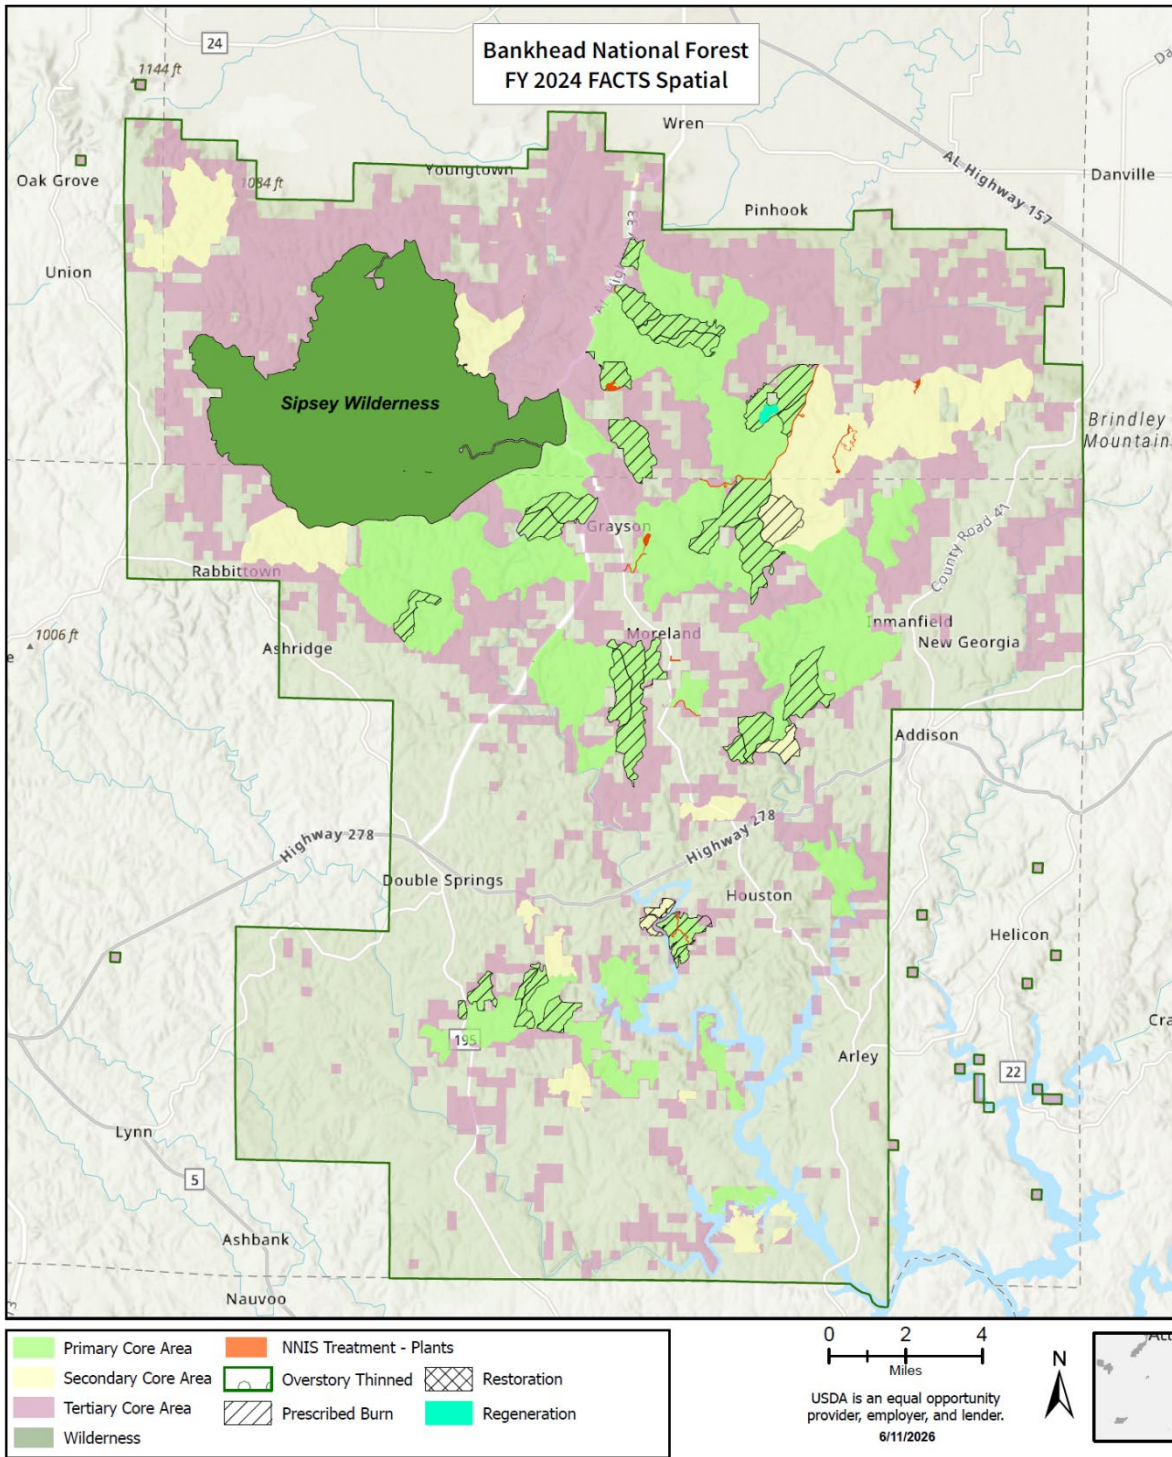 Bankhead National Forest
FY 2024 FACTS Spatial
24
1144 ft
Wren
Oak Grove
1084 ft
Youngtown
AL Highway 157
Danville
Pinhook
Union
Sipsey Wilderness
Brindley
Mountain
Grayson
County Road 41
Rabbittown
1006 ft
Ashridge
Moreland
Inmanfield
New Georgia
Addison
Highway 278
Highway 278
Double Springs
Houston
Helicon
195
Arley
22
Lynn
5
Ashbank
Nauvoo
Primary Core Area
NNIS Treatment - Plants
Secondary Core Area
Overstory Thinned
Restoration
Tertiary Core Area
Prescribed Burn
Regeneration
Wilderness
0 2 4
Miles
USDA is an equal opportunity
provider, employer, and lender.
6/11/2026
N